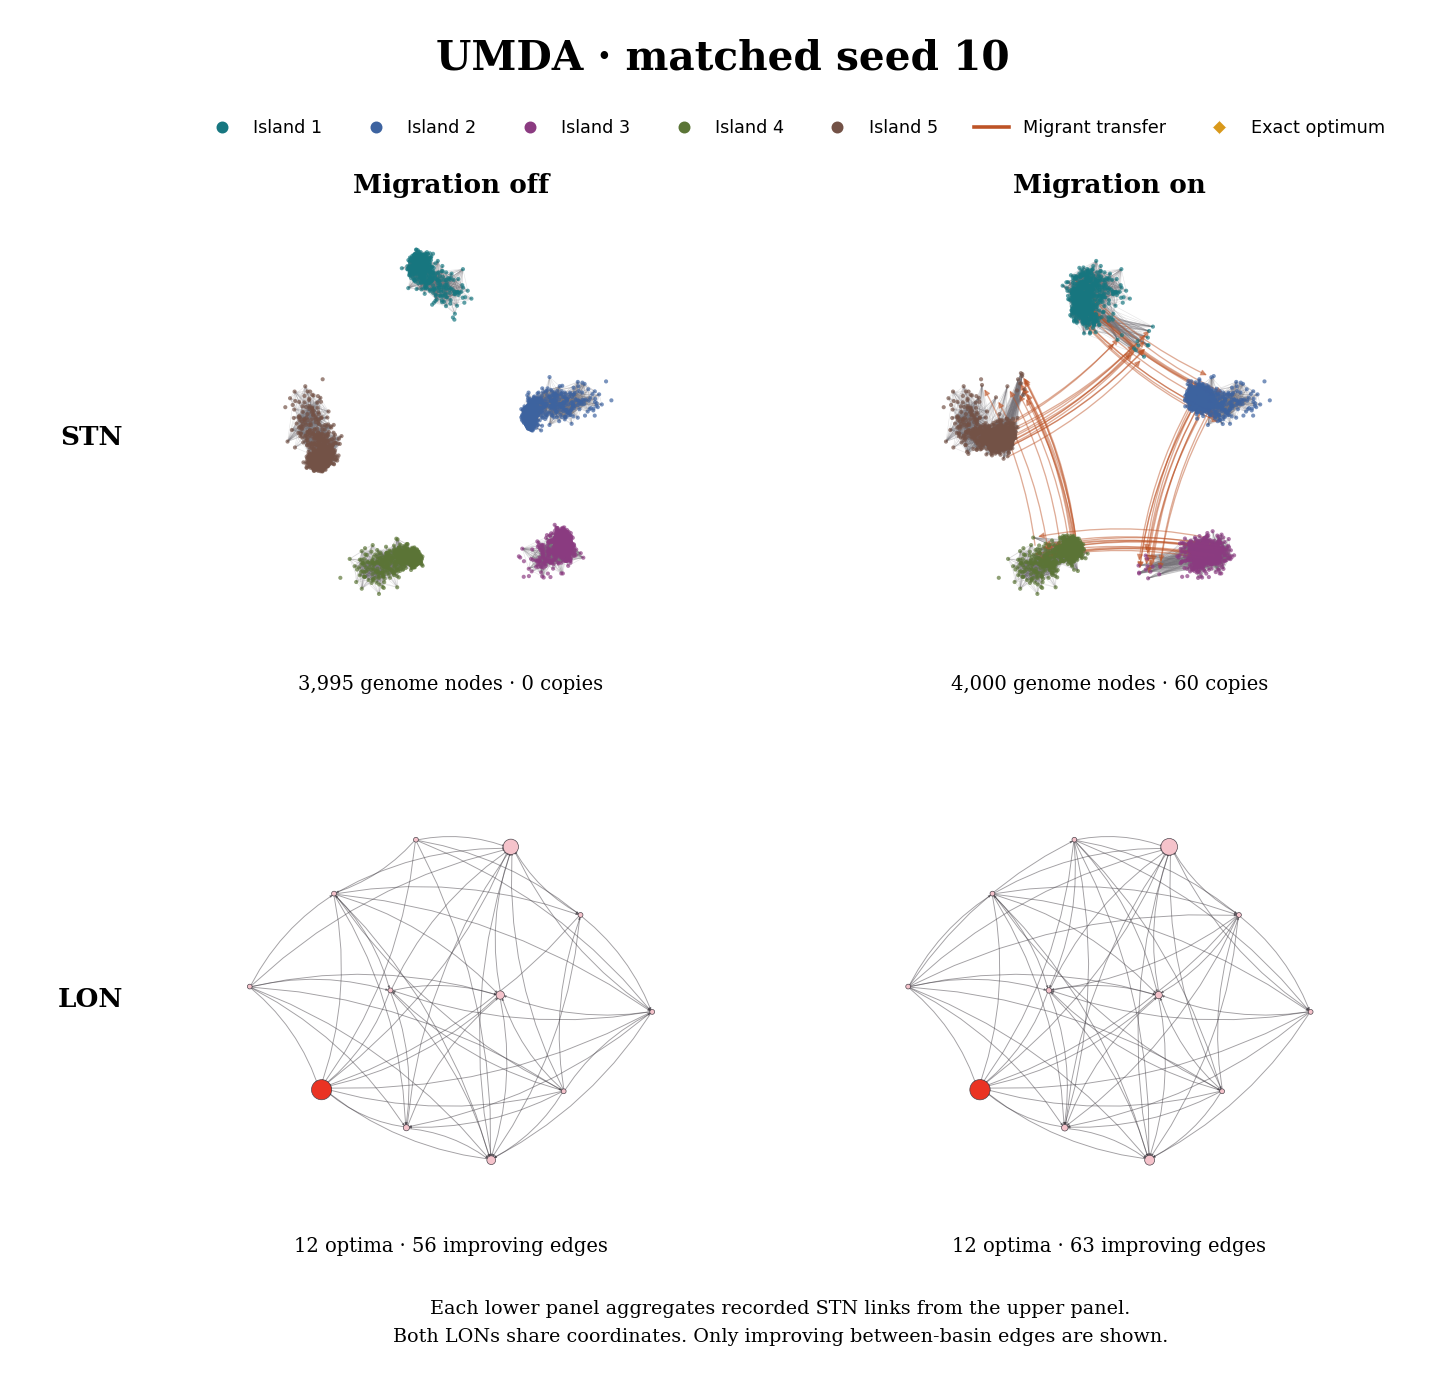 UMDA · matched seed 10
Island 1 Island 2 Island 3 Island 4 Island 5 Migrant transfer Exact optimum
Migration off Migration on
STN
3,995 genome nodes · 0 copies 4,000 genome nodes · 60 copies
LON
12 optima · 56 improving edges 12 optima · 63 improving edges
Each lower panel aggregates recorded STN links from the upper panel.
Both LONs share coordinates. Only improving between-basin edges are shown.